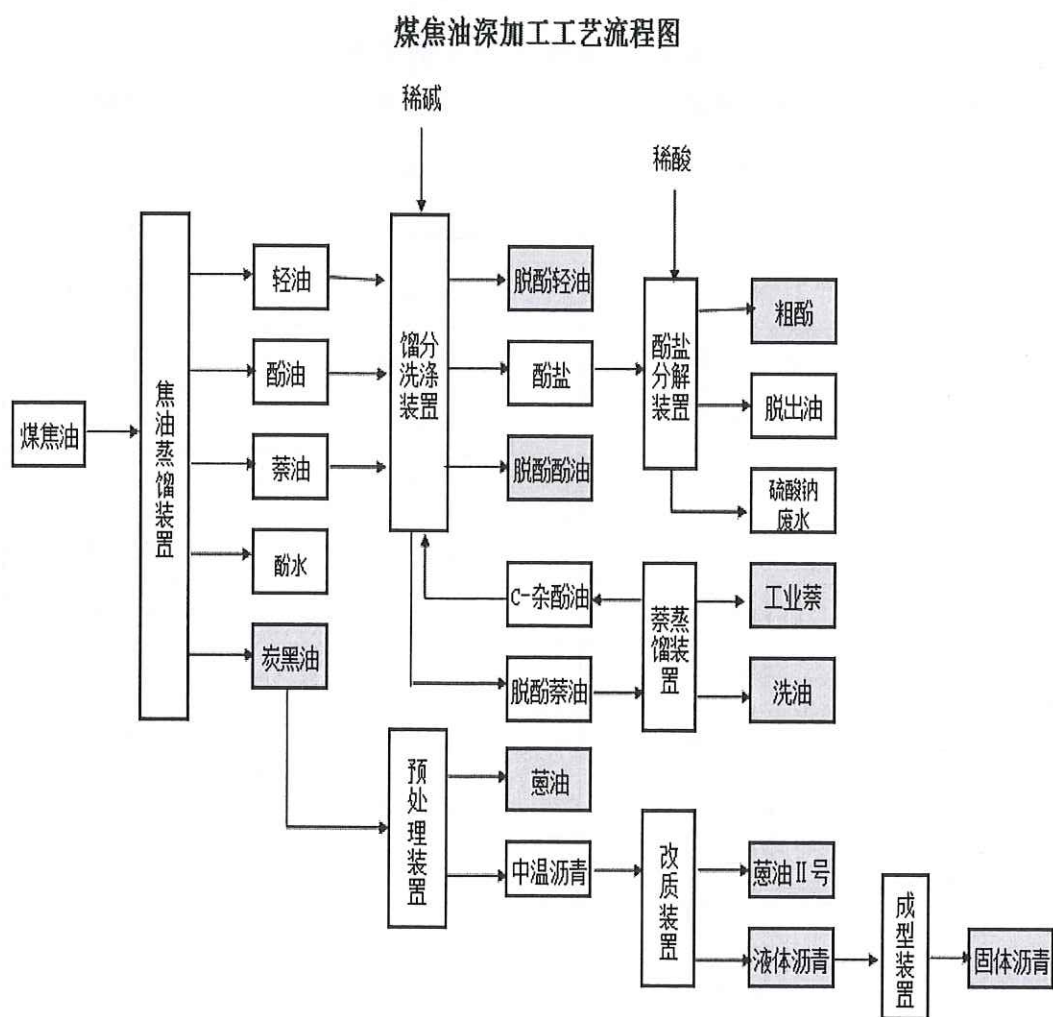 煤焦油深加工工艺流程图
稀碱
稀酸
轻油
脱酚轻油
粗酚
馏分
洗涤
装置
酚盐
分解
装置
酚油
酚盐
脱出油
焦油蒸馏装置
煤焦油
萘油
脱酚酚油
硫酸钠
废水
酚水
C-杂酚油
萘蒸
馏装
置
工业萘
炭黑油
脱酚萘油
洗油
预处理装置
蒽油
中温沥青
改质装置
蒽油Ⅱ号
液体沥青
成型装置
固体沥青